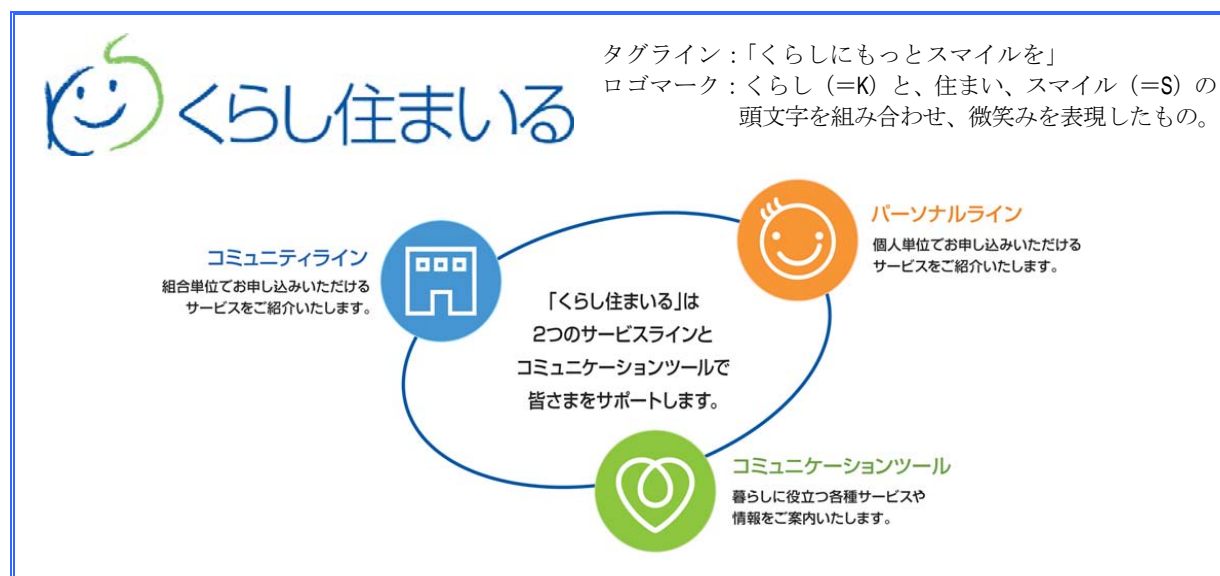 くらし住まいる
タグライン：「くらしにもっとスマイルを」
ロゴマーク：くらし（＝K）と、住まい、スマイル（＝S）の
頭文字を組み合わせ、微笑みを表現したもの。
パーソナルライン
個人単位でお申し込みいただける
サービスをご紹介いたします。
コミュニティライン
組合単位でお申し込みいただける
サービスをご紹介いたします。
「くらし住まいる」は
2つのサービスラインと
コミュニケーションツールで
皆さまをサポートします。
コミュニケーションツール
暮らしに役立つ各種サービスや
情報をご案内いたします。